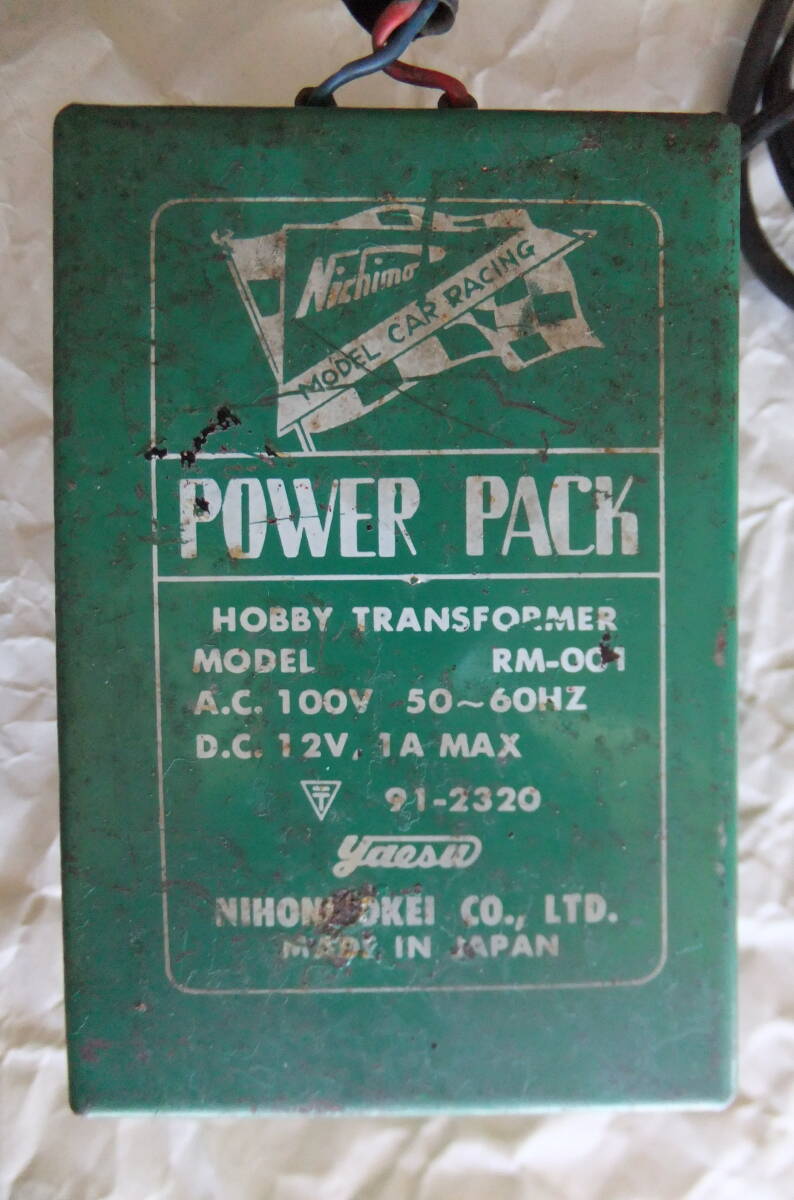 Nichimo
MODEL CAR RACING
POWER PACK
HOBBY TRANSFORMER
MODEL RM-001
A.C. 100V 50~60HZ
D.C. 12V, 1A MAX
T 91-2320
yaesu
CO., LTD.
MADE IN JAPAN